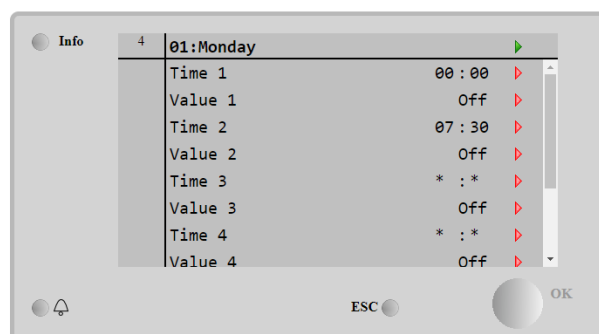 Info
4 01:Monday
Time 1 00:00
Value 1 Off
Time 2 07:30
Value 2 Off
Time 3 * :*
Value 3 Off
Time 4 * :*
Value 4 Off
ESC OK